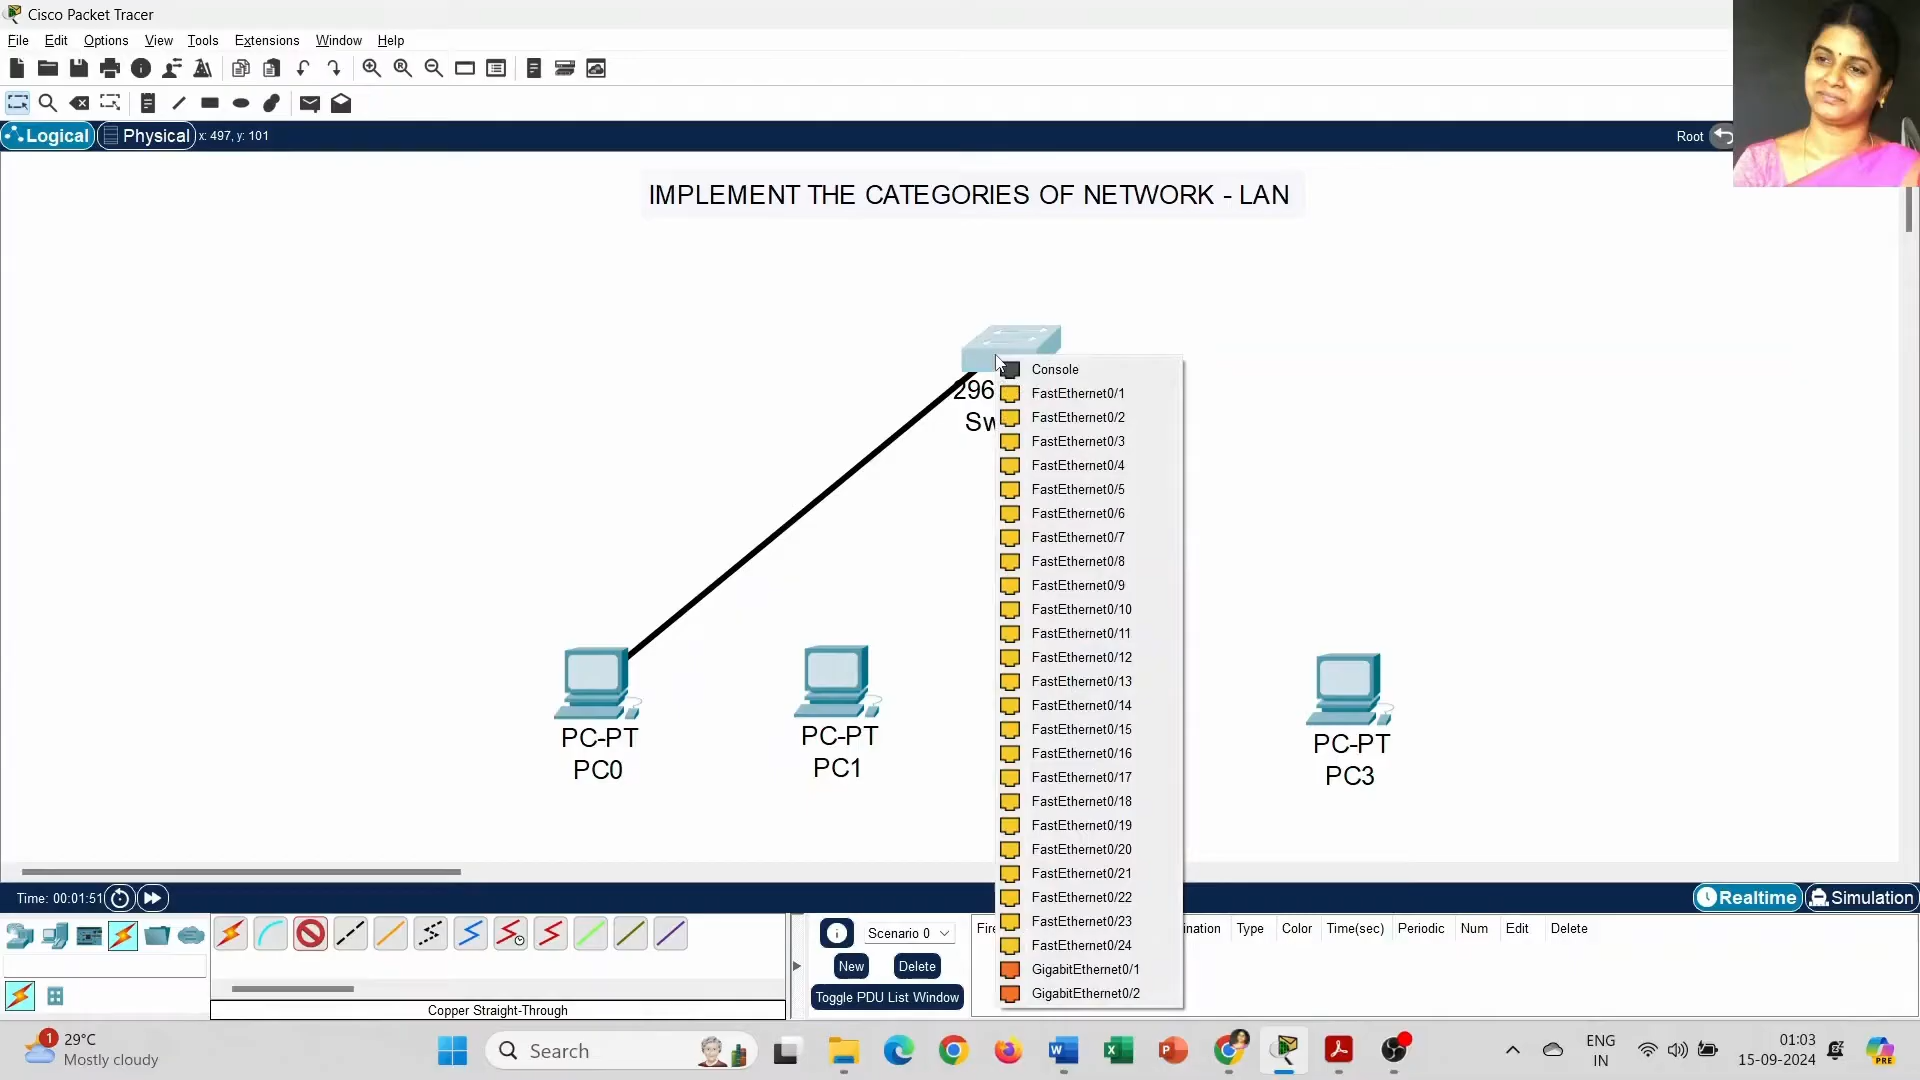 Cisco Packet Tracer
File Edit Options View Tools Extensions Window Help
Logical Physical x: 497, y: 101 Root
IMPLEMENT THE CATEGORIES OF NETWORK - LAN
296
Sw
Console
FastEthernet0/1
FastEthernet0/2
FastEthernet0/3
FastEthernet0/4
FastEthernet0/5
FastEthernet0/6
FastEthernet0/7
FastEthernet0/8
FastEthernet0/9
FastEthernet0/10
FastEthernet0/11
FastEthernet0/12
FastEthernet0/13
FastEthernet0/14
FastEthernet0/15
FastEthernet0/16
FastEthernet0/17
FastEthernet0/18
FastEthernet0/19
FastEthernet0/20
FastEthernet0/21
FastEthernet0/22
FastEthernet0/23
FastEthernet0/24
GigabitEthernet0/1
GigabitEthernet0/2
PC-PT
PC0
PC-PT
PC1
PC-PT
PC3
Time: 00:01:51 Realtime Simulation
Scenario 0
New Delete
Toggle PDU List Window
Fire ination Type Color Time(sec) Periodic Num Edit Delete
Copper Straight-Through
1
29°C
Mostly cloudy
Search
ENG
IN
01:03
15-09-2024
PRE